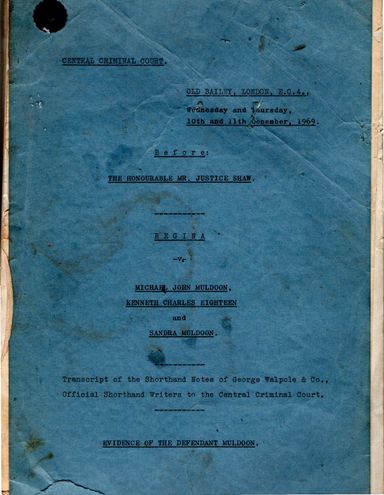 CENTRAL CRIMINAL COURT.
OLD BAILEY, LONDON, E.C.4.,
Wednesday and Thursday,
10th and 11th December, 1969.
Before:
THE HONOURABLE MR. JUSTICE SHAW.
-----------
REGINA
-v-
MICHAEL JOHN MULDOON,
KENNETH CHARLES EIGHTEEN
and
SANDRA MULDOON.
-----------
Transcript of the Shorthand Notes of George Walpole & Co.,
Official Shorthand Writers to the Central Criminal Court.
-----------
EVIDENCE OF THE DEFENDANT MULDOON.